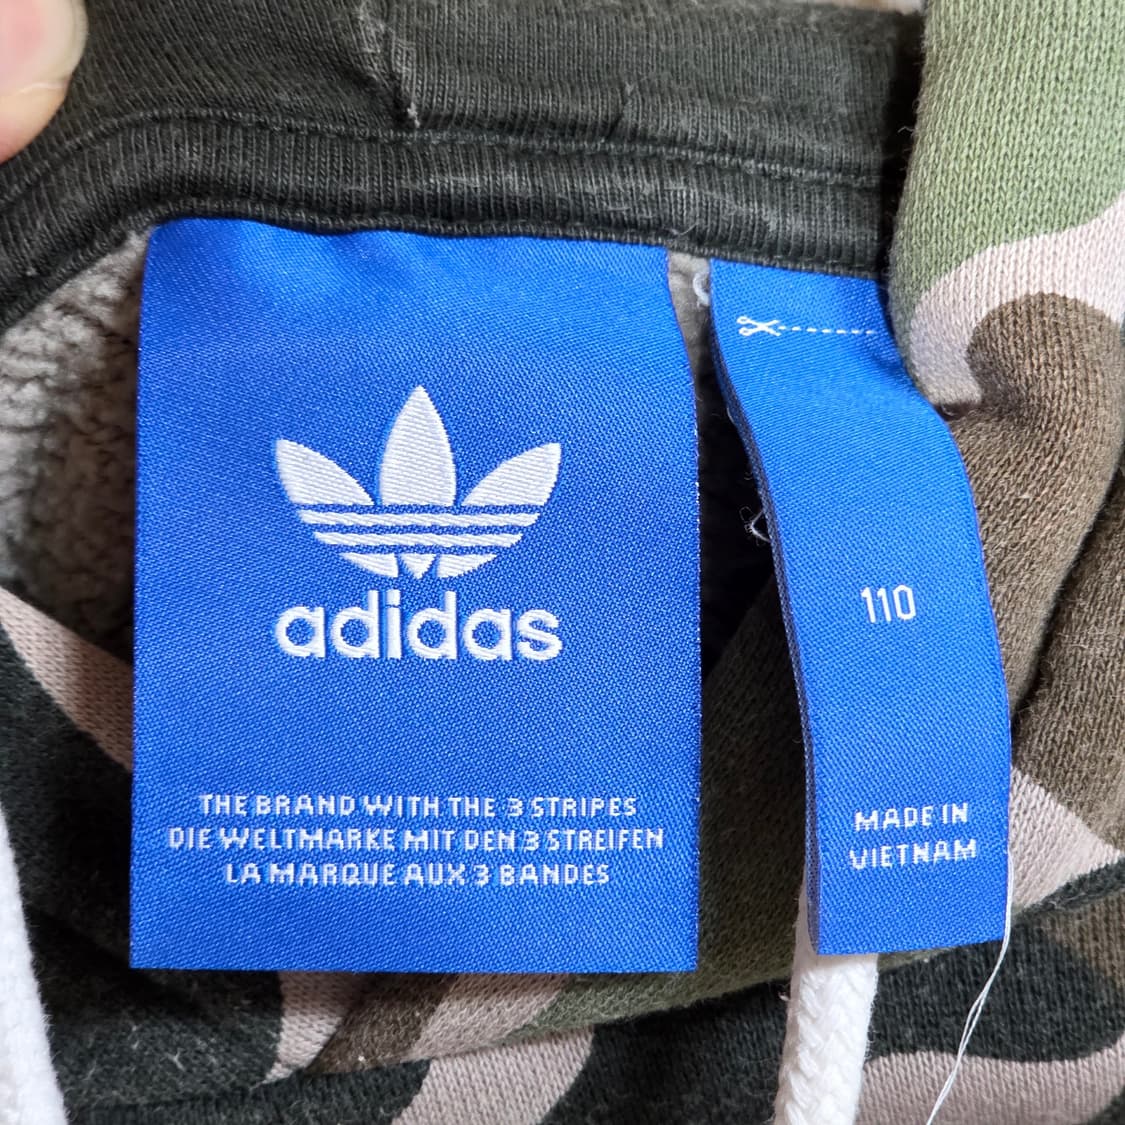 adidas
THE BRAND WITH THE 3 STRIPES
DIE WELTMARKE MIT DEN 3 STREIFEN
LA MARQUE AUX 3 BANDES
110
MADE IN
VIETNAM